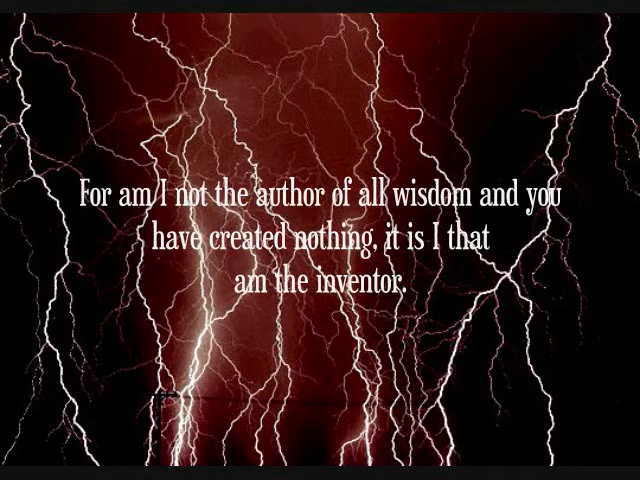 For am I not the author of all wisdom and you
have created nothing, it is I that
am the inventor.